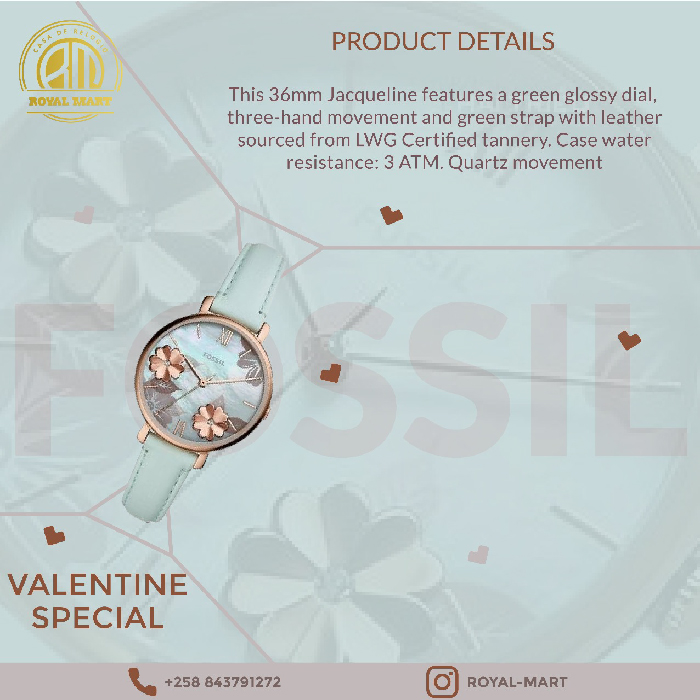 CASA DE RELOGIO
ROYAL MART
PRODUCT DETAILS
This 36mm Jacqueline features a green glossy dial,
three-hand movement and green strap with leather
sourced from LWG Certified tannery. Case water
resistance: 3 ATM. Quartz movement
FOSSIL
FOSSIL
VALENTINE
SPECIAL
+258 843791272
ROYAL-MART